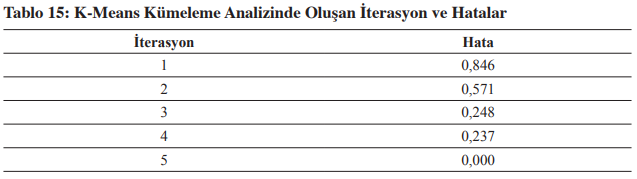 Tablo 15: K-Means Kümeleme Analizinde Oluşan İterasyon ve Hatalar
İterasyon Hata
1 0,846
2 0,571
3 0,248
4 0,237
5 0,000